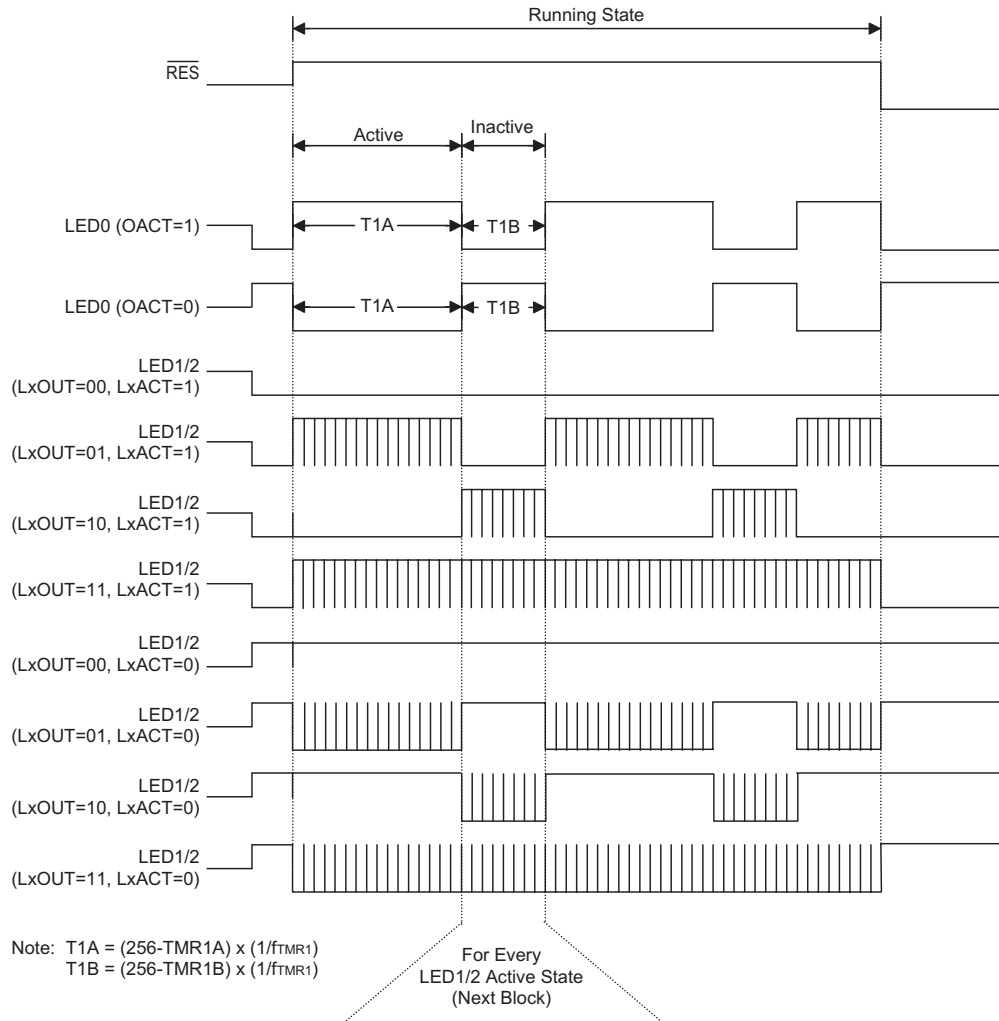 Running State
RES
Active
Inactive
LED0 (OACT=1)
T1A
T1B
LED0 (OACT=0)
T1A
T1B
LED1/2
(LxOUT=00, LxACT=1)
LED1/2
(LxOUT=01, LxACT=1)
LED1/2
(LxOUT=10, LxACT=1)
LED1/2
(LxOUT=11, LxACT=1)
LED1/2
(LxOUT=00, LxACT=0)
LED1/2
(LxOUT=01, LxACT=0)
LED1/2
(LxOUT=10, LxACT=0)
LED1/2
(LxOUT=11, LxACT=0)
Note: T1A = (256-TMR1A) x (1/fTMR1)
T1B = (256-TMR1B) x (1/fTMR1)
For Every
LED1/2 Active State
(Next Block)